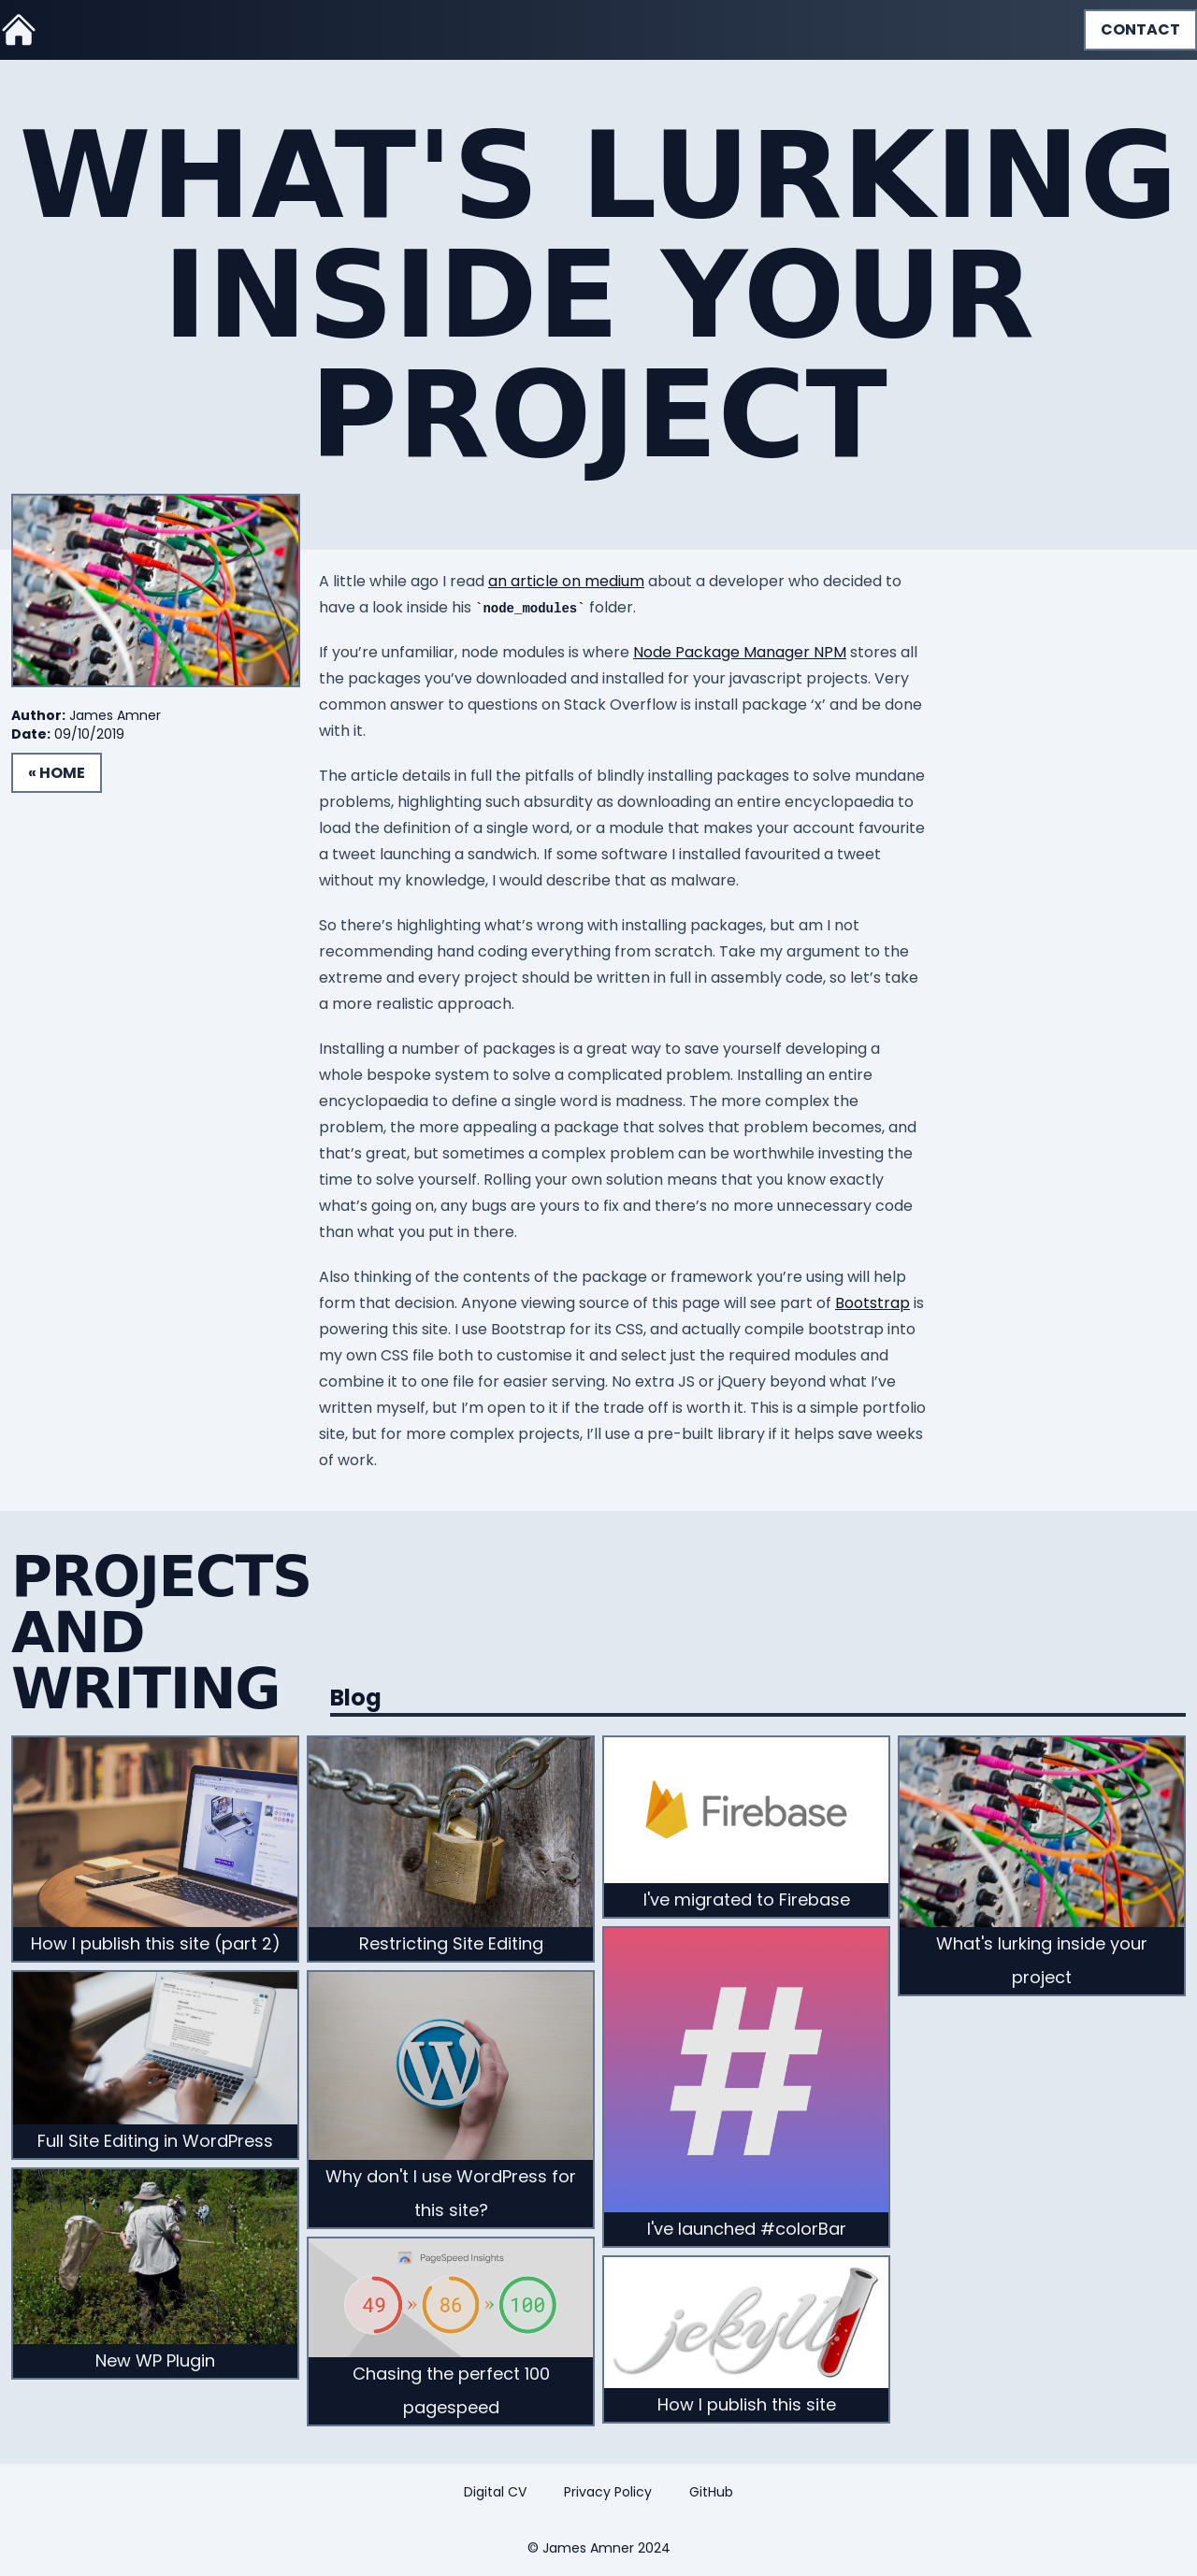 CONTACT
WHAT'S LURKING
INSIDE YOUR
PROJECT
A little while ago I read an article on medium about a developer who decided to
have a look inside his `node_modules` folder.
If you’re unfamiliar, node modules is where Node Package Manager NPM stores all
the packages you’ve downloaded and installed for your javascript projects. Very
common answer to questions on Stack Overflow is install package ‘x’ and be done
with it.
Author: James Amner
Date: 09/10/2019
« HOME
The article details in full the pitfalls of blindly installing packages to solve mundane
problems, highlighting such absurdity as downloading an entire encyclopaedia to
load the definition of a single word, or a module that makes your account favourite
a tweet launching a sandwich. If some software I installed favourited a tweet
without my knowledge, I would describe that as malware.
So there’s highlighting what’s wrong with installing packages, but am I not
recommending hand coding everything from scratch. Take my argument to the
extreme and every project should be written in full in assembly code, so let’s take
a more realistic approach.
Installing a number of packages is a great way to save yourself developing a
whole bespoke system to solve a complicated problem. Installing an entire
encyclopaedia to define a single word is madness. The more complex the
problem, the more appealing a package that solves that problem becomes, and
that’s great, but sometimes a complex problem can be worthwhile investing the
time to solve yourself. Rolling your own solution means that you know exactly
what’s going on, any bugs are yours to fix and there’s no more unnecessary code
than what you put in there.
Also thinking of the contents of the package or framework you’re using will help
form that decision. Anyone viewing source of this page will see part of Bootstrap is
powering this site. I use Bootstrap for its CSS, and actually compile bootstrap into
my own CSS file both to customise it and select just the required modules and
combine it to one file for easier serving. No extra JS or jQuery beyond what I’ve
written myself, but I’m open to it if the trade off is worth it. This is a simple portfolio
site, but for more complex projects, I’ll use a pre-built library if it helps save weeks
of work.
PROJECTS
AND
WRITING
Blog
How I publish this site (part 2)
Full Site Editing in WordPress
New WP Plugin
Restricting Site Editing
Why don't I use WordPress for
this site?
PageSpeed Insights
49 » 86 » 100
Chasing the perfect 100
pagespeed
Firebase
I've migrated to Firebase
#
I've launched #colorBar
jekyll
How I publish this site
What's lurking inside your
project
Digital CV
Privacy Policy
GitHub
© James Amner 2024